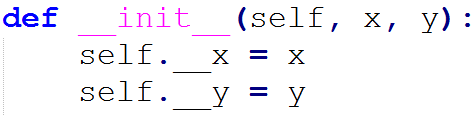 def __init__(self, x, y):
    self.__x = x
    self.__y = y